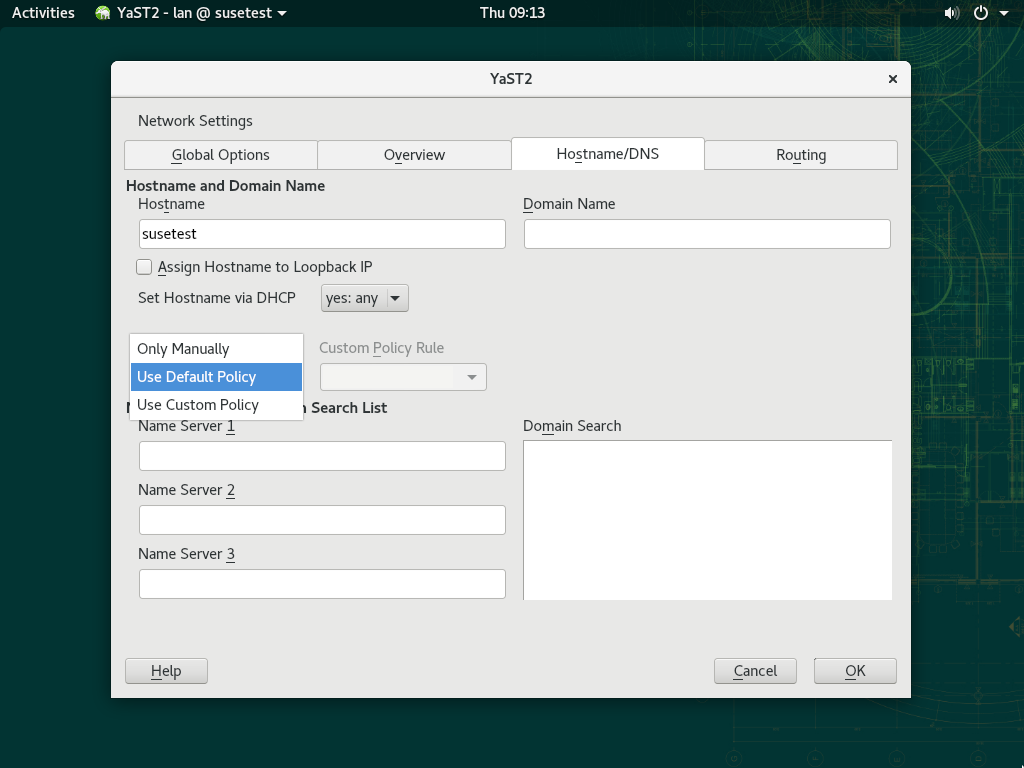 Activities YaST2 - lan @ susetest Thu 09:13
YaST2
Network Settings
Global Options Overview Hostname/DNS Routing
Hostname and Domain Name
Hostname Domain Name
susetest
Assign Hostname to Loopback IP
Set Hostname via DHCP yes: any
Only Manually Custom Policy Rule
Use Default Policy
Use Custom Policy Search List
Name Server 1 Domain Search
Name Server 2
Name Server 3
Help Cancel OK